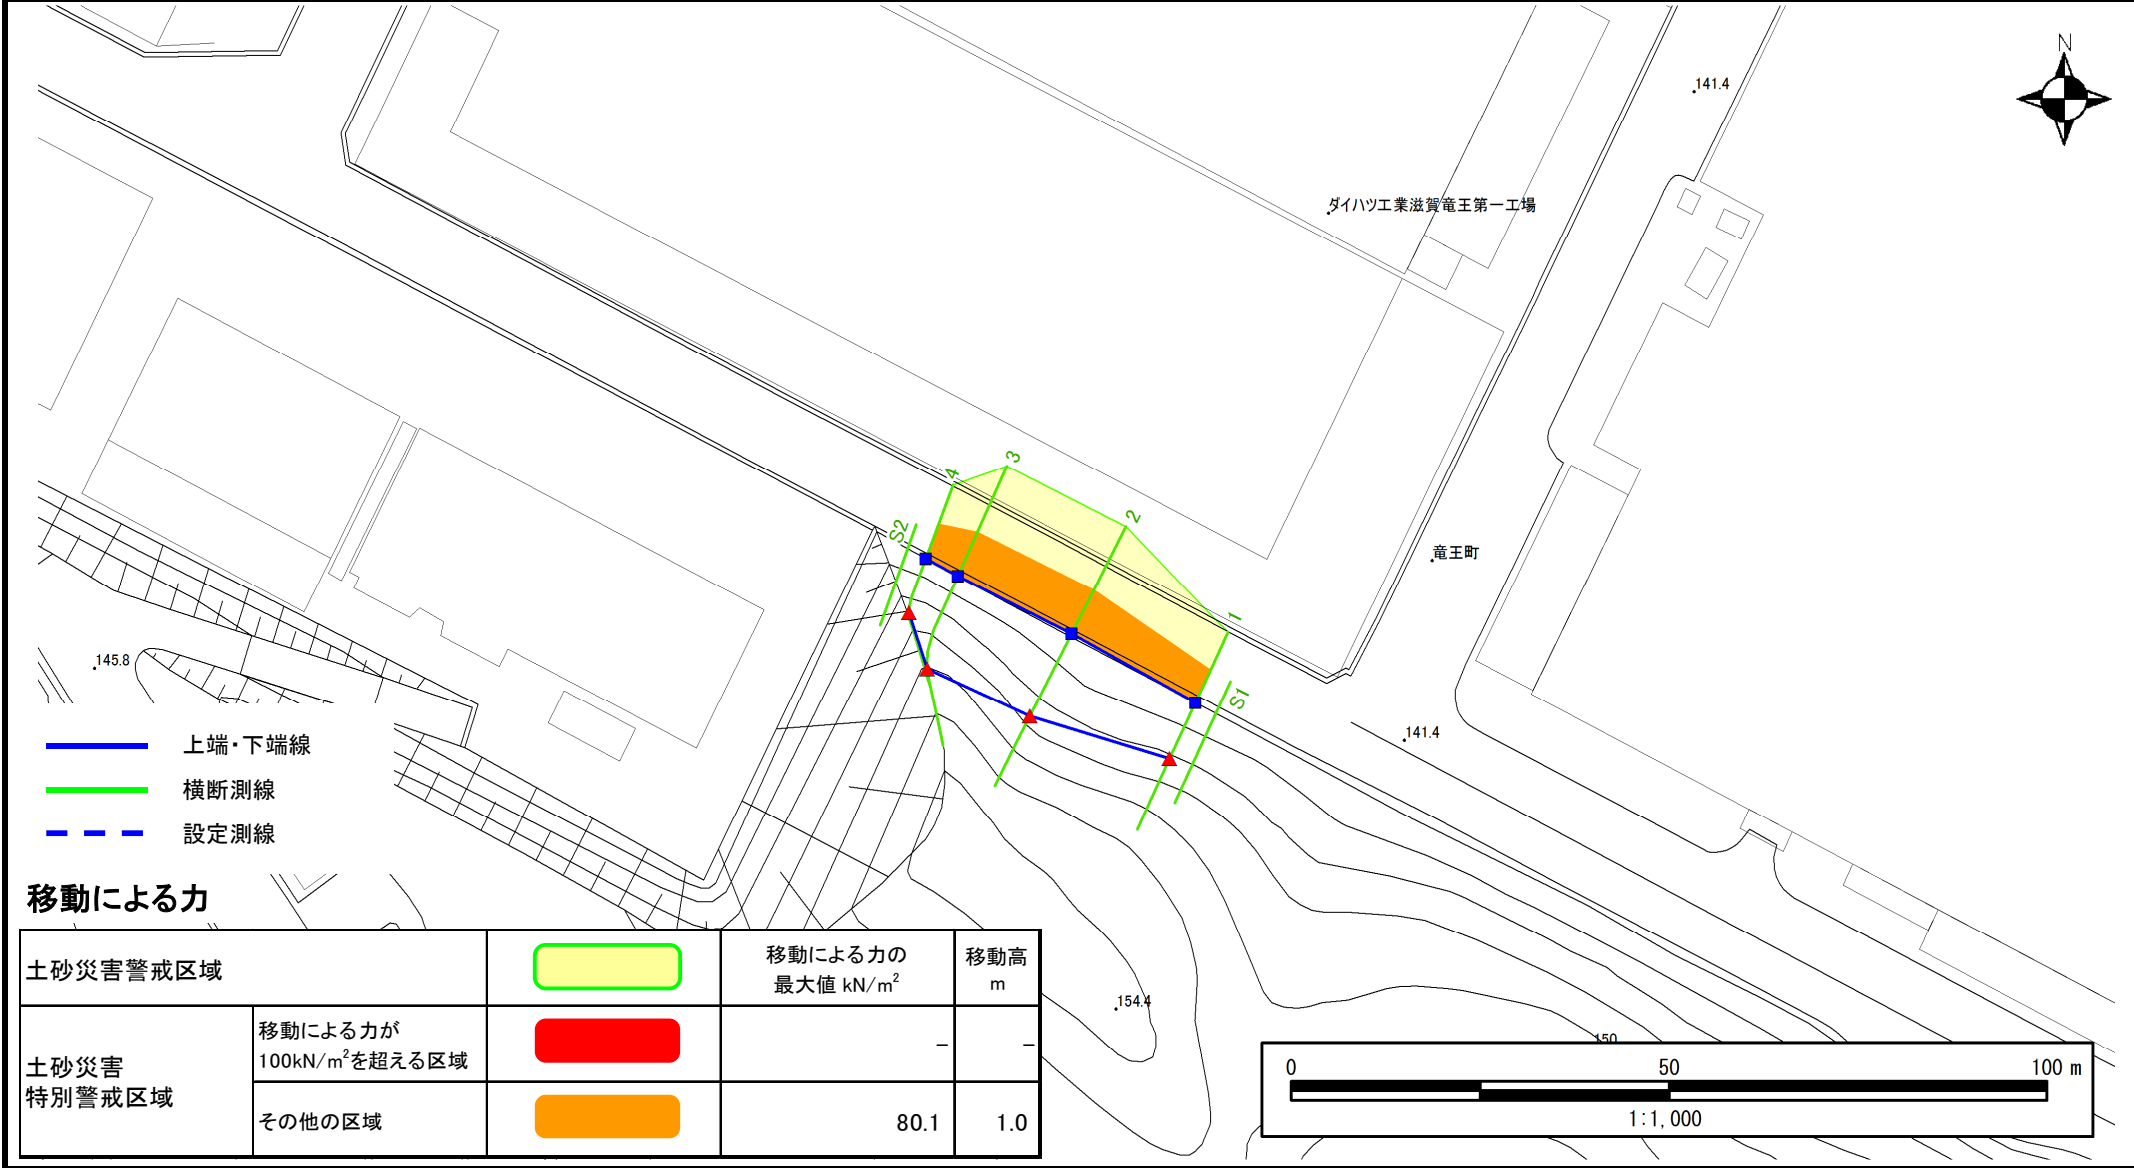 N
141.4
ダイハツ工業滋賀竜王第一工場
3
4
2
S2
竜王町
1
S1
145.8
141.4
上端・下端線
横断測線
設定測線
移動による力
土砂災害警戒区域
移動による力の
最大値 kN/m²
移動高
m
154.4
150
土砂災害
特別警戒区域
移動による力が
100kN/m²を超える区域
－
－
その他の区域
80.1
1.0
0
50
100 m
1:1,000